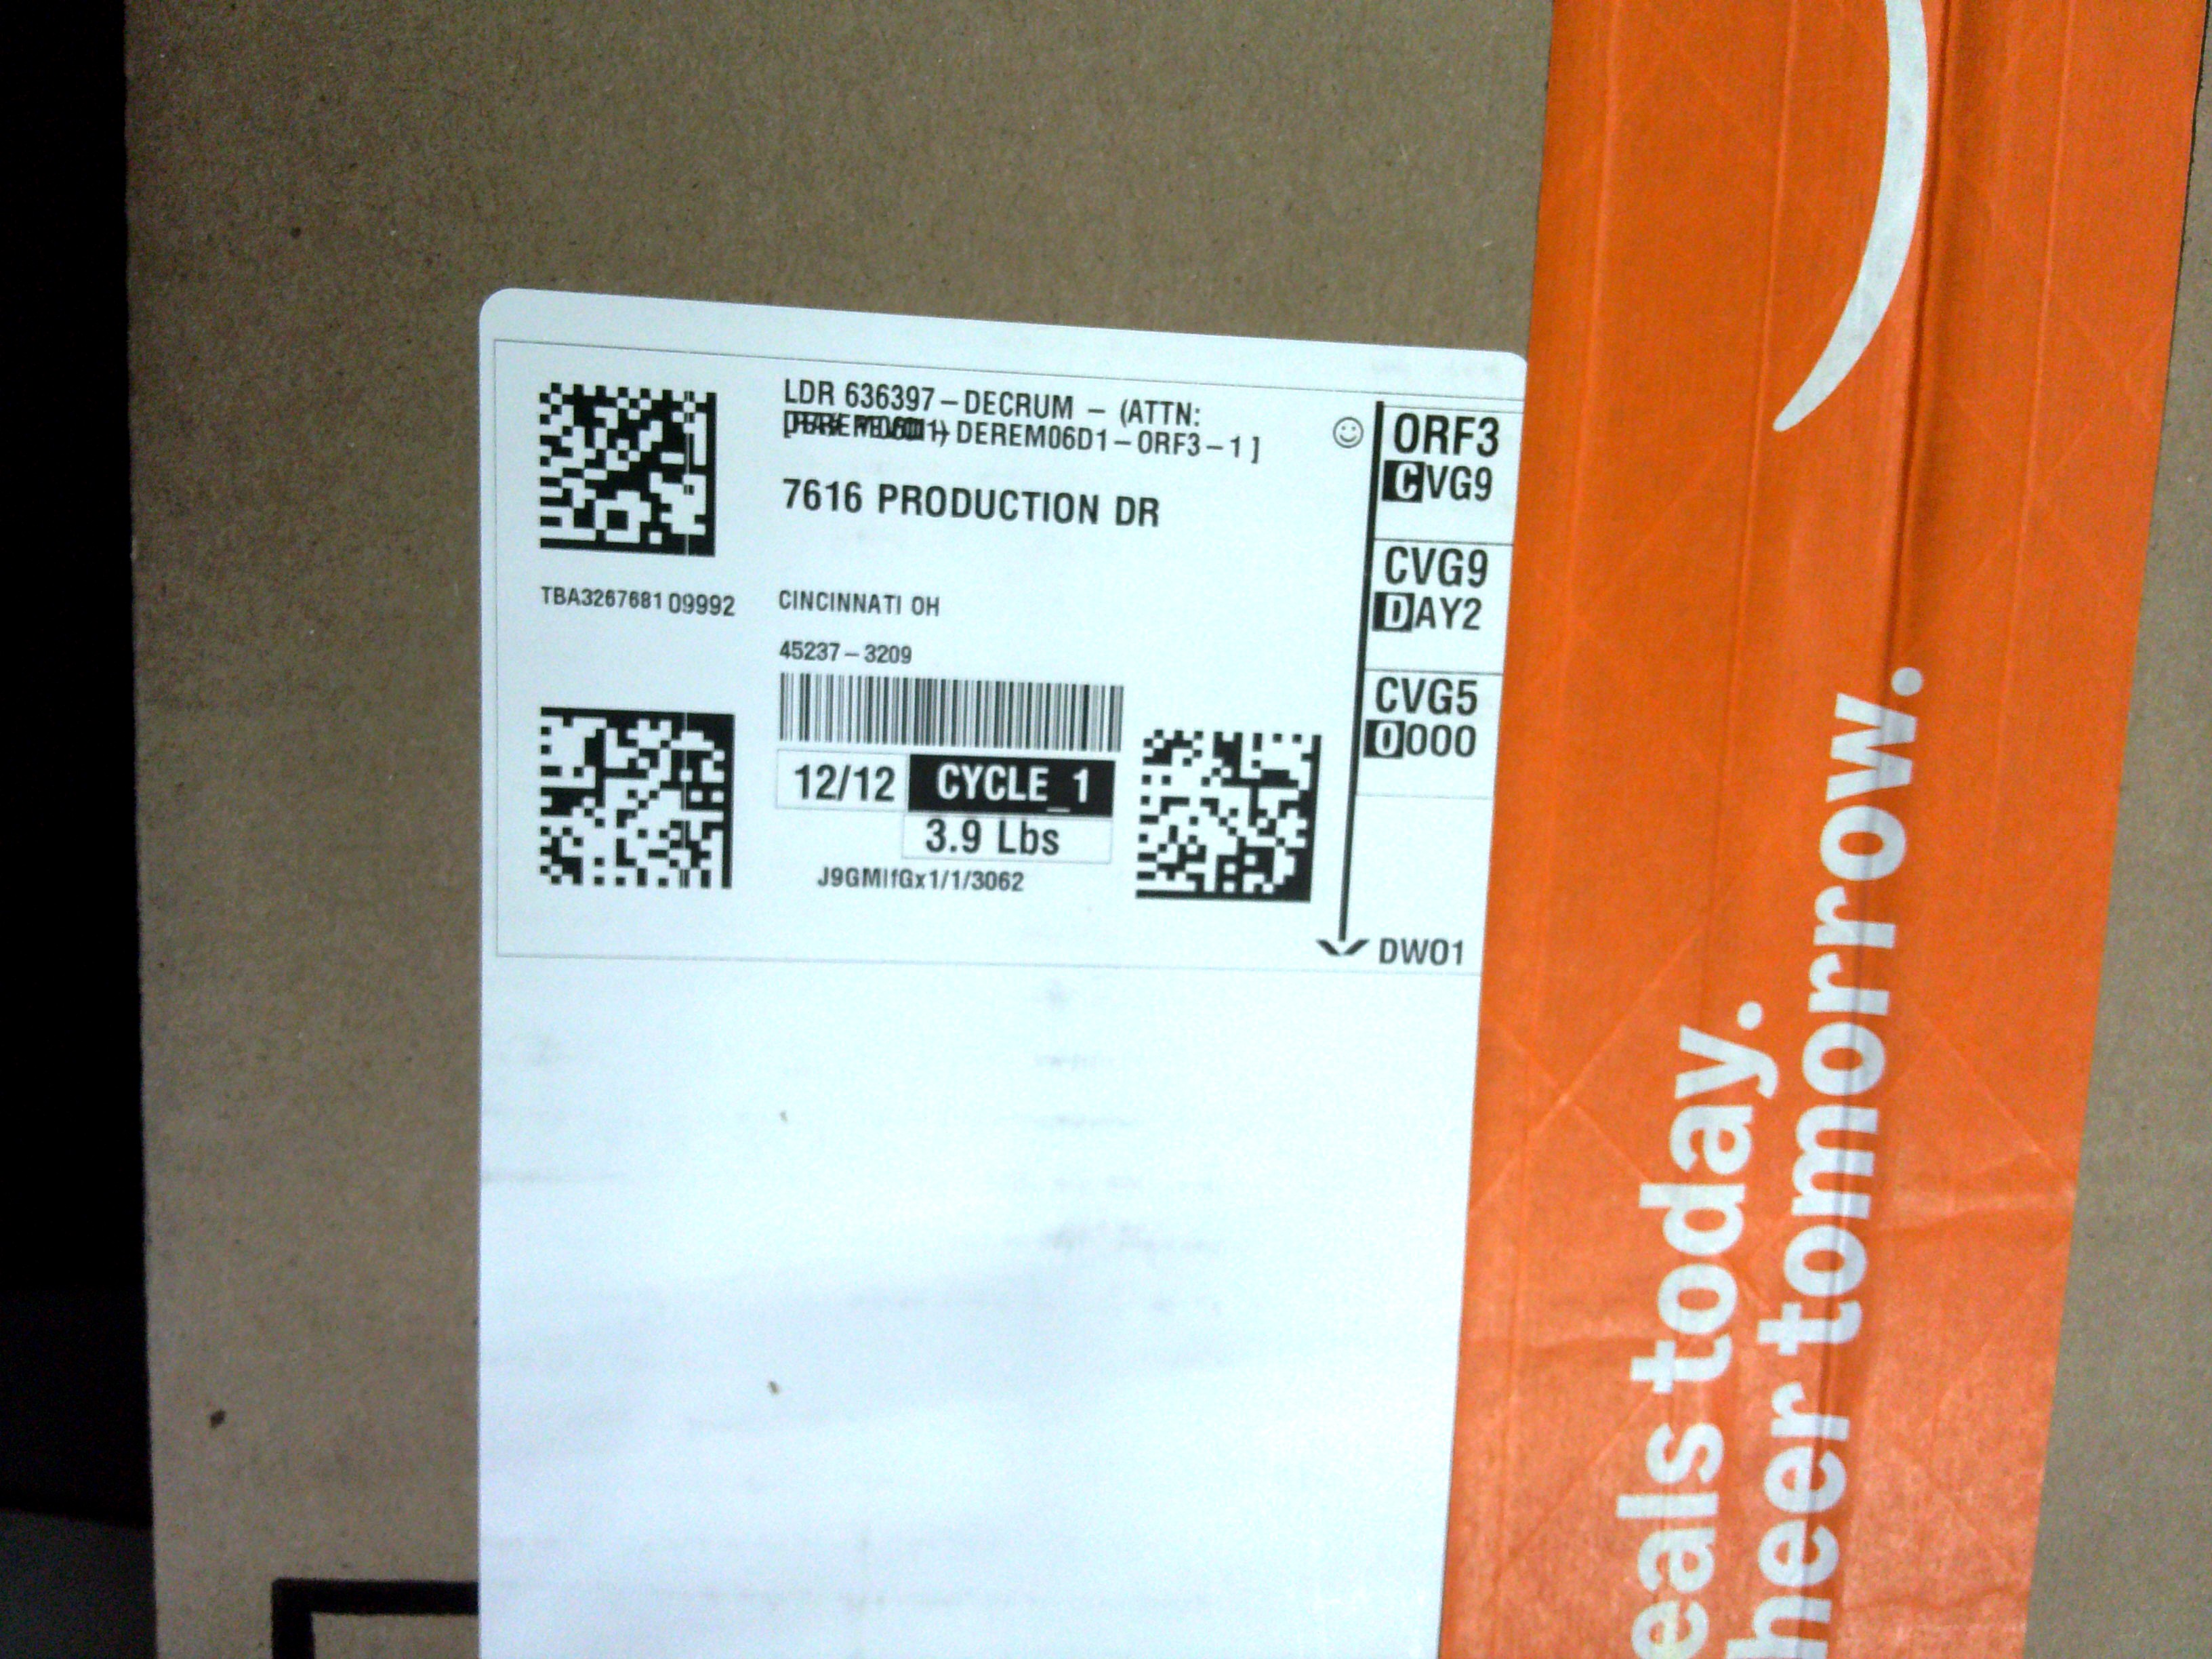 LDR 636397-DECRUM - (ATTN:
DEREM06D1-ORF3-1 ]
7616 PRODUCTION DR
TBA326768109992
CINCINNATI OH
45237-3209
12/12 CYCLE_1
3.9 Lbs
J9GMIfGx1/1/3062
ORF3
CVG9
CVG9
DAY2
CVG5
0000
DW01
eals today.
heer tomorrow.